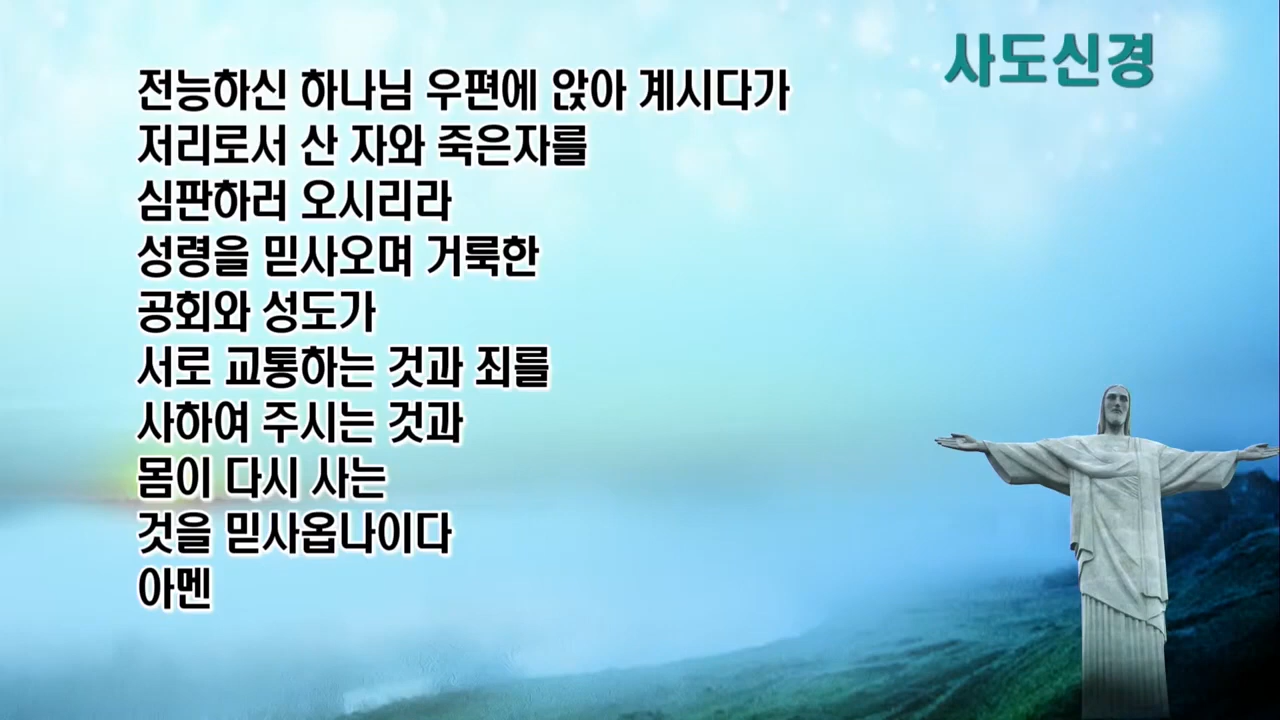 사도신경
전능하신 하나님 우편에 앉아 계시다가
저리로서 산 자와 죽은자를
심판하러 오시리라
성령을 믿사오며 거룩한
공회와 성도가
서로 교통하는 것과 죄를
사하여 주시는 것과
몸이 다시 사는
것을 믿사옵나이다
아멘